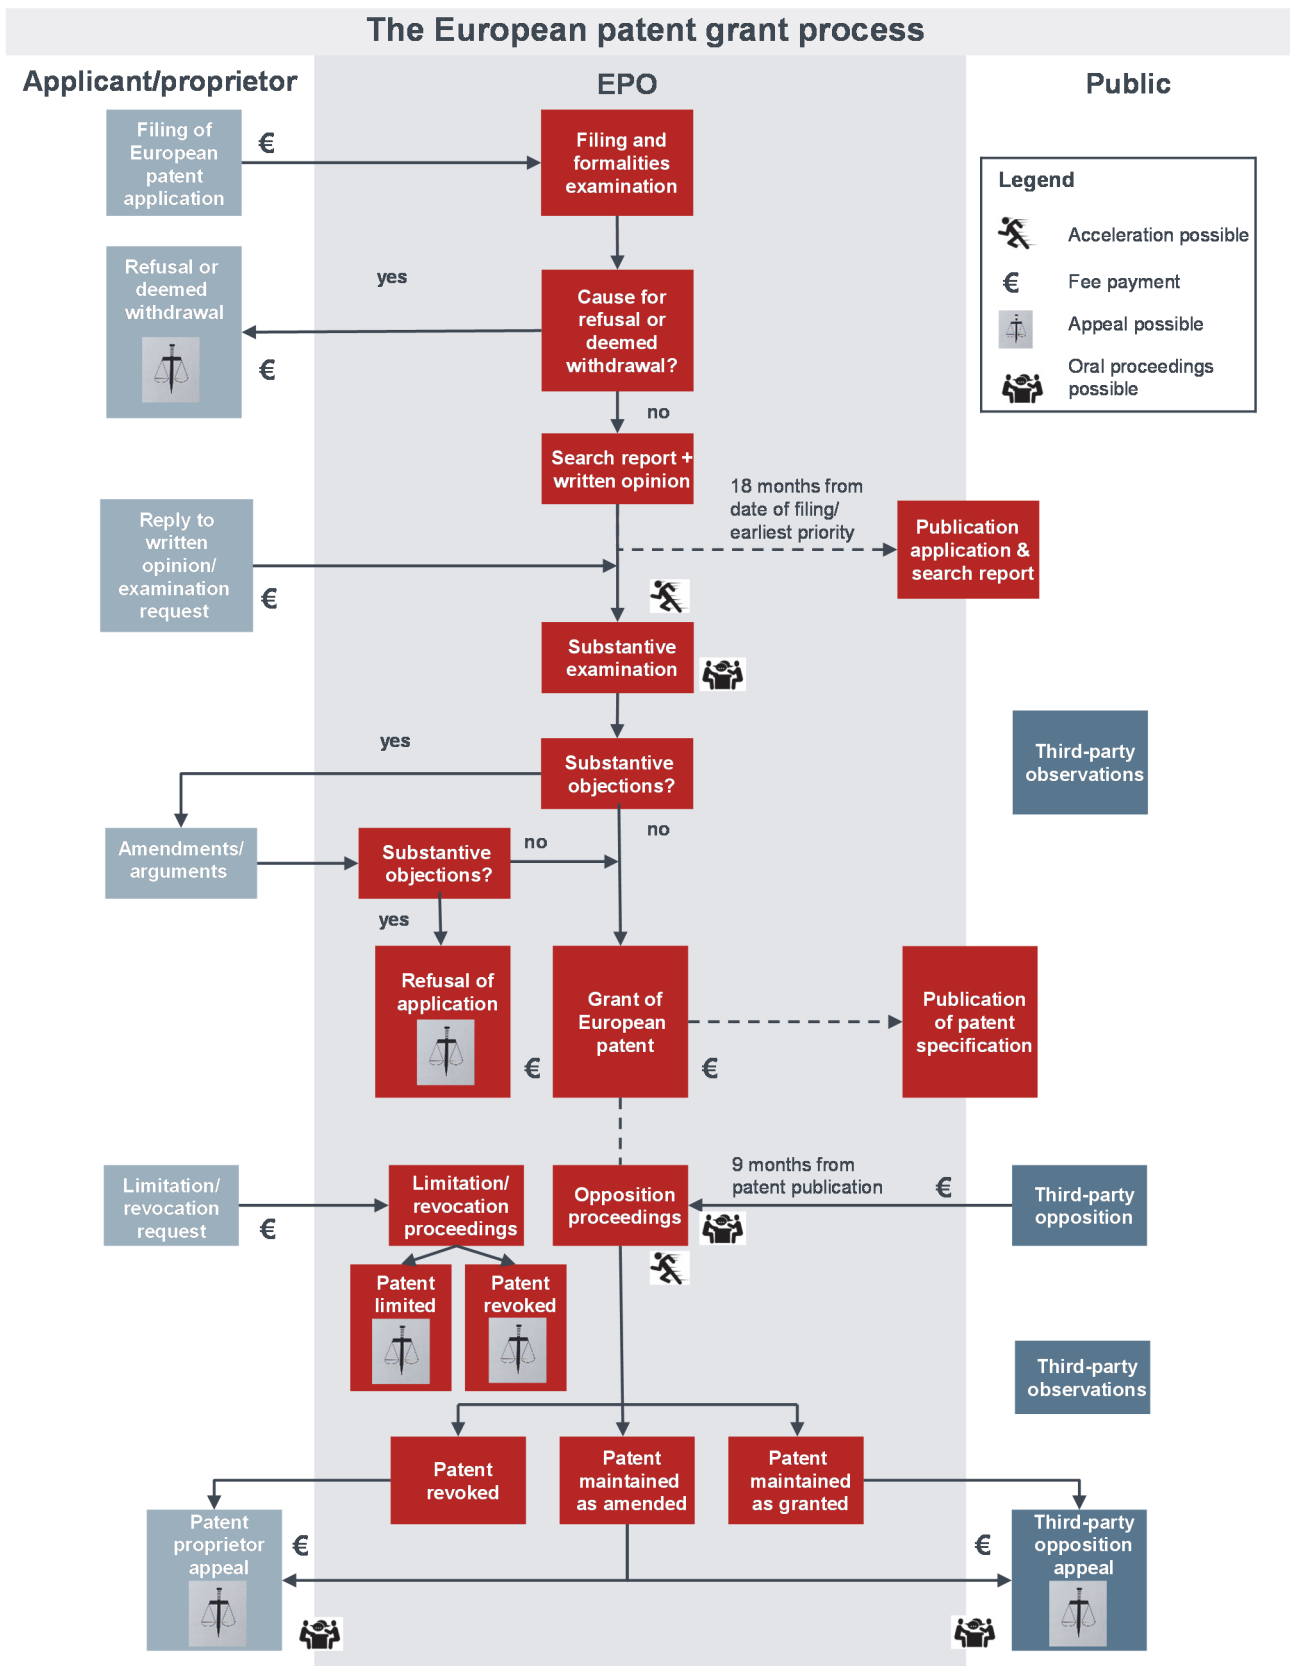 The European patent grant process
Applicant/proprietor
EPO
Public
Filing of
European
patent
application
€
Filing and
formalities
examination
Legend
Acceleration possible
€
Fee payment
Appeal possible
Oral proceedings
possible
Refusal or
deemed
withdrawal
yes
€
Cause for
refusal or
deemed
withdrawal?
no
Search report +
written opinion
18 months from
date of filing/
earliest priority
Publication
application &
search report
Reply to
written
opinion/
examination
request
€
Substantive
examination
Third-party
observations
yes
Substantive
objections?
no
Amendments/
arguments
Substantive
objections?
no
yes
Refusal of
application
€
Grant of
European
patent
€
Publication
of patent
specification
Limitation/
revocation
request
€
Limitation/
revocation
proceedings
Opposition
proceedings
9 months from
patent publication
€
Third-party
opposition
Patent
limited
Patent
revoked
Third-party
observations
Patent
revoked
Patent
maintained
as amended
Patent
maintained
as granted
Patent
proprietor
appeal
€
€
Third-party
opposition
appeal